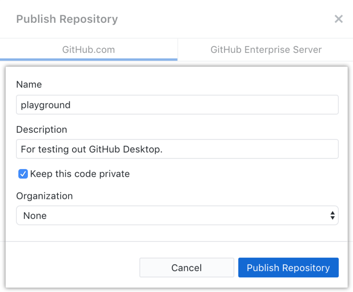 Publish Repository
GitHub.com
GitHub Enterprise Server
Name
playground
Description
For testing out GitHub Desktop.
Keep this code private
Organization
None
Cancel
Publish Repository